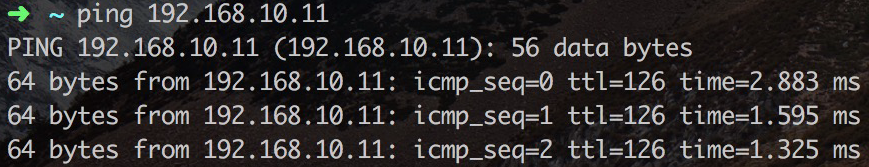 ➜ ~ ping 192.168.10.11
PING 192.168.10.11 (192.168.10.11): 56 data bytes
64 bytes from 192.168.10.11: icmp_seq=0 ttl=126 time=2.883 ms
64 bytes from 192.168.10.11: icmp_seq=1 ttl=126 time=1.595 ms
64 bytes from 192.168.10.11: icmp_seq=2 ttl=126 time=1.325 ms